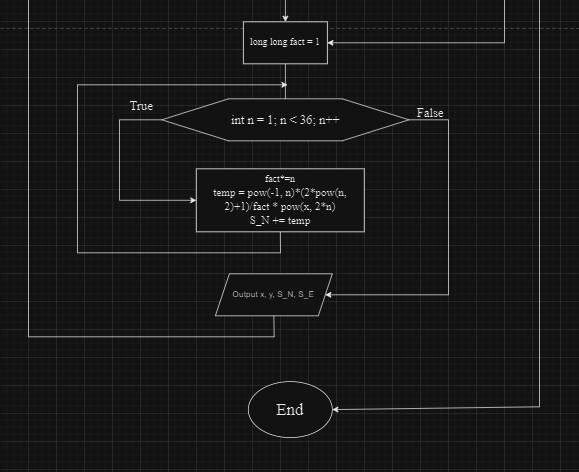 long long fact = 1
True
int n = 1; n < 36; n++
False
fact*=n
temp = pow(-1, n)*(2*pow(n,
2)+1)/fact * pow(x, 2*n)
S_N += temp
Output x, y, S_N, S_E
End